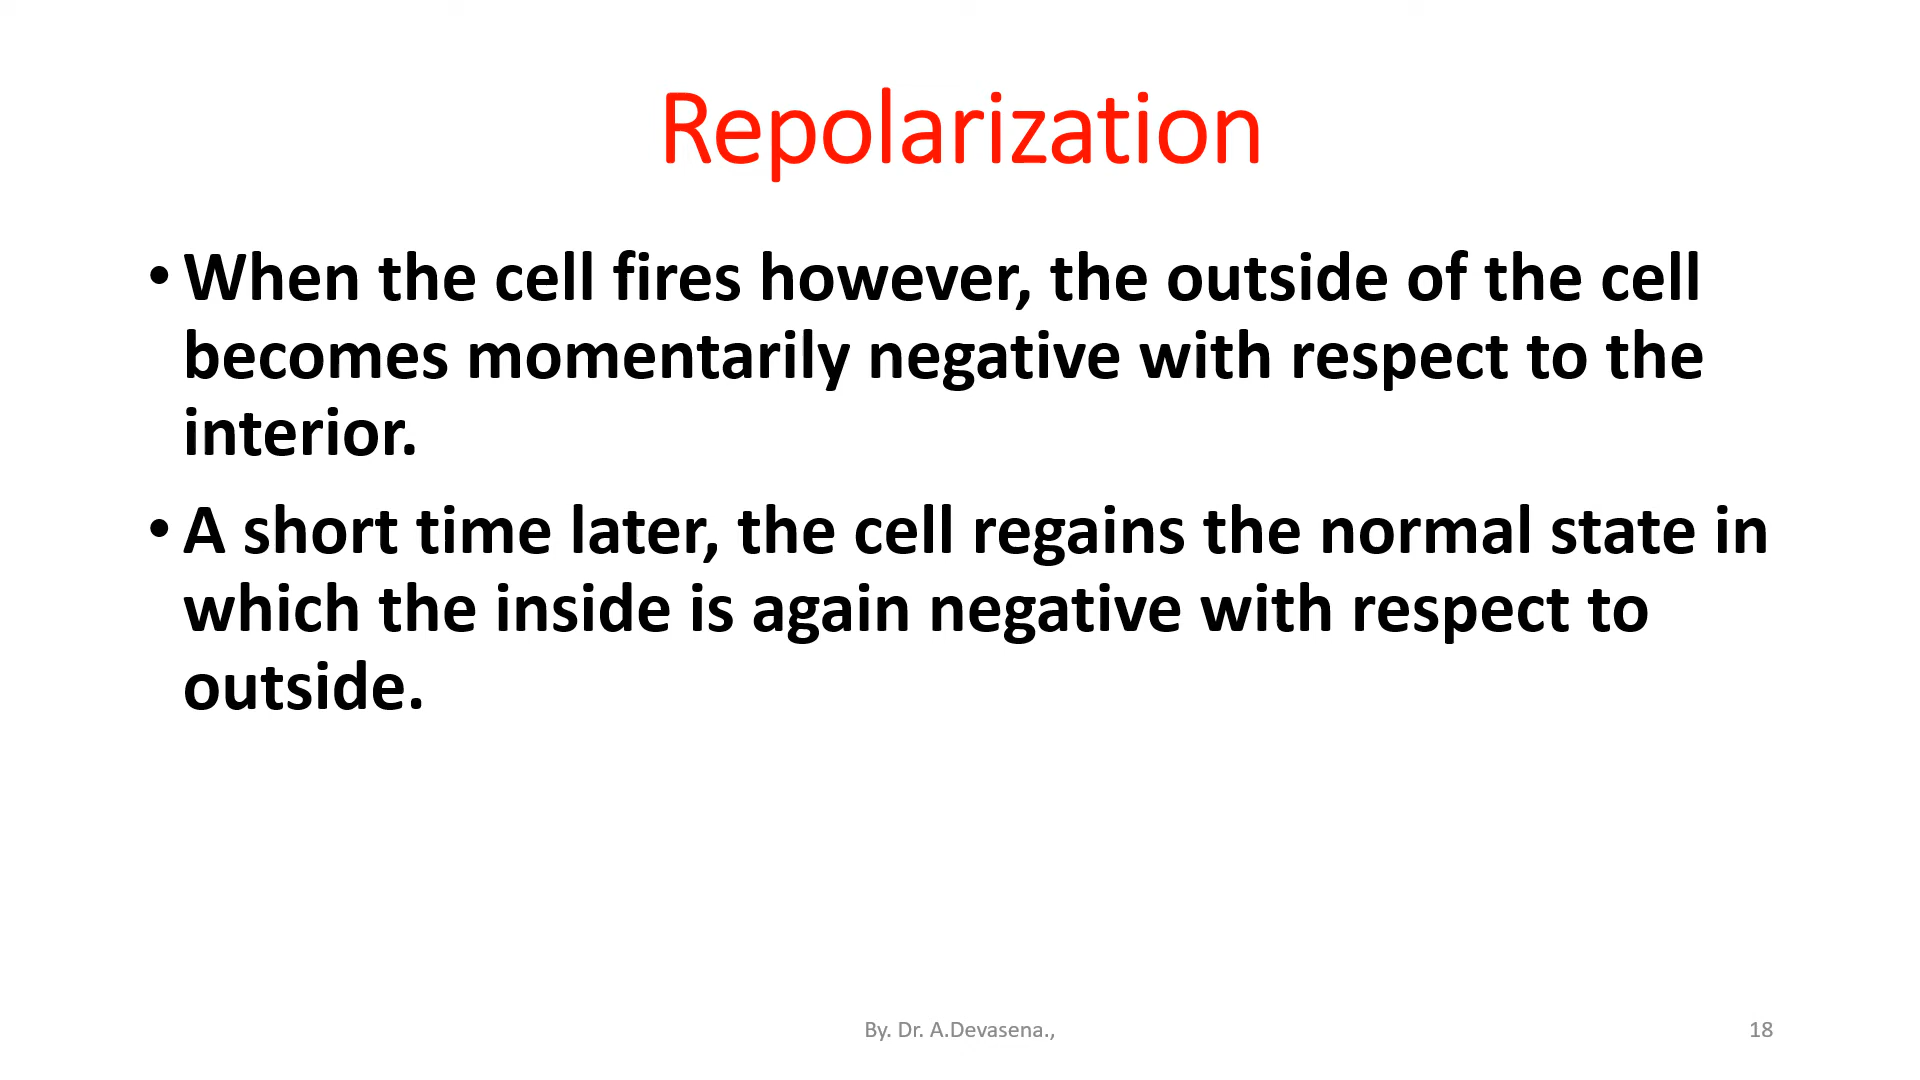 Repolarization
• When the cell fires however, the outside of the cell
becomes momentarily negative with respect to the
interior.
• A short time later, the cell regains the normal state in
which the inside is again negative with respect to
outside.
By. Dr. A.Devasena.,
18